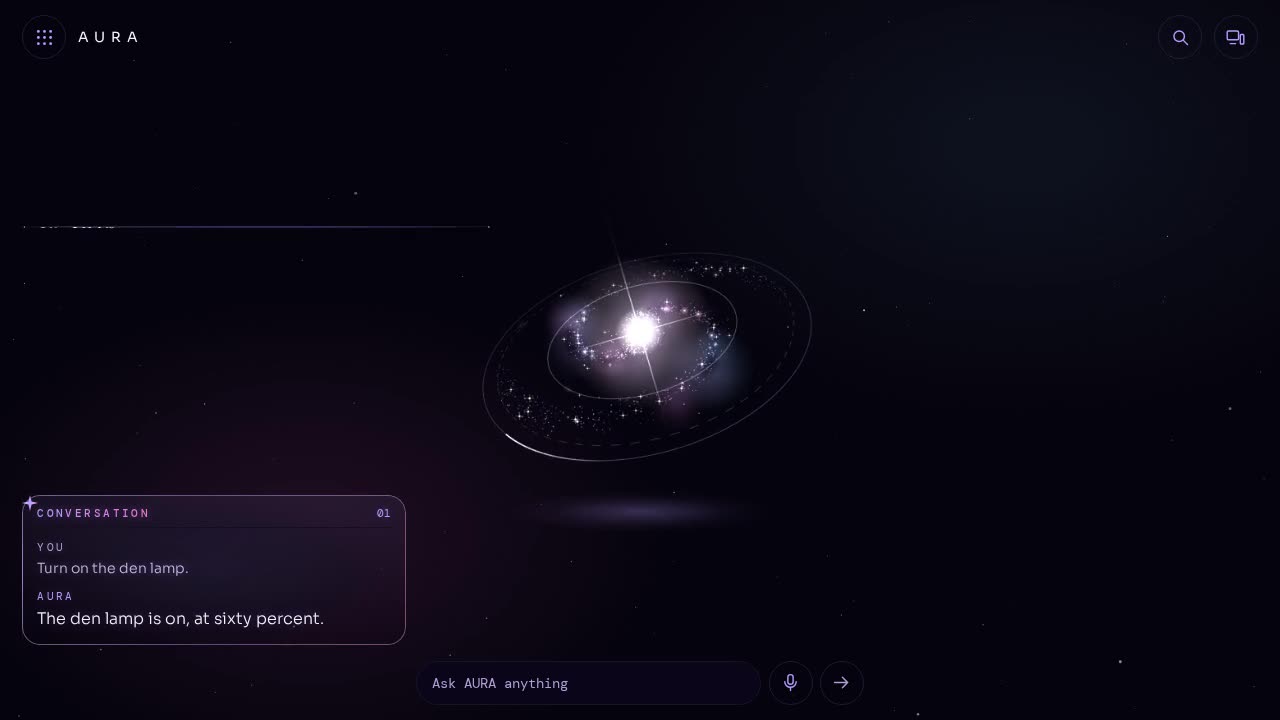 AURA
CONVERSATION 01
YOU
Turn on the den lamp.
AURA
The den lamp is on, at sixty percent.
Ask AURA anything